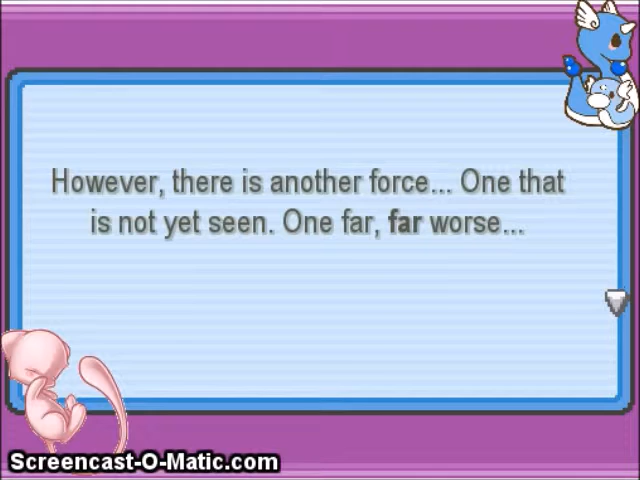 However, there is another force... One that
is not yet seen. One far, far worse...
Screencast-O-Matic.com